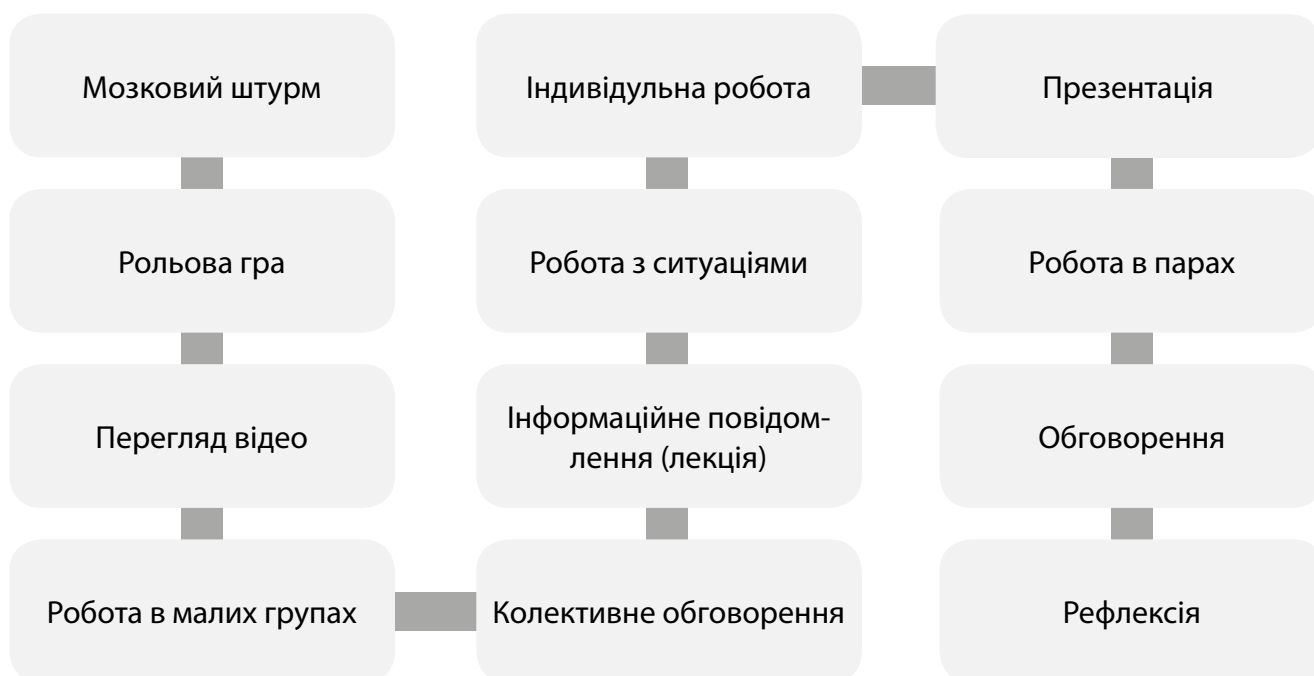 Мозковий штурм
Рольова гра
Перегляд відео
Робота в малих групах
Колективне обговорення
Інформаційне повідом-
лення (лекція)
Робота з ситуаціями
Індивідульна робота
Презентація
Робота в парах
Обговорення
Рефлексія